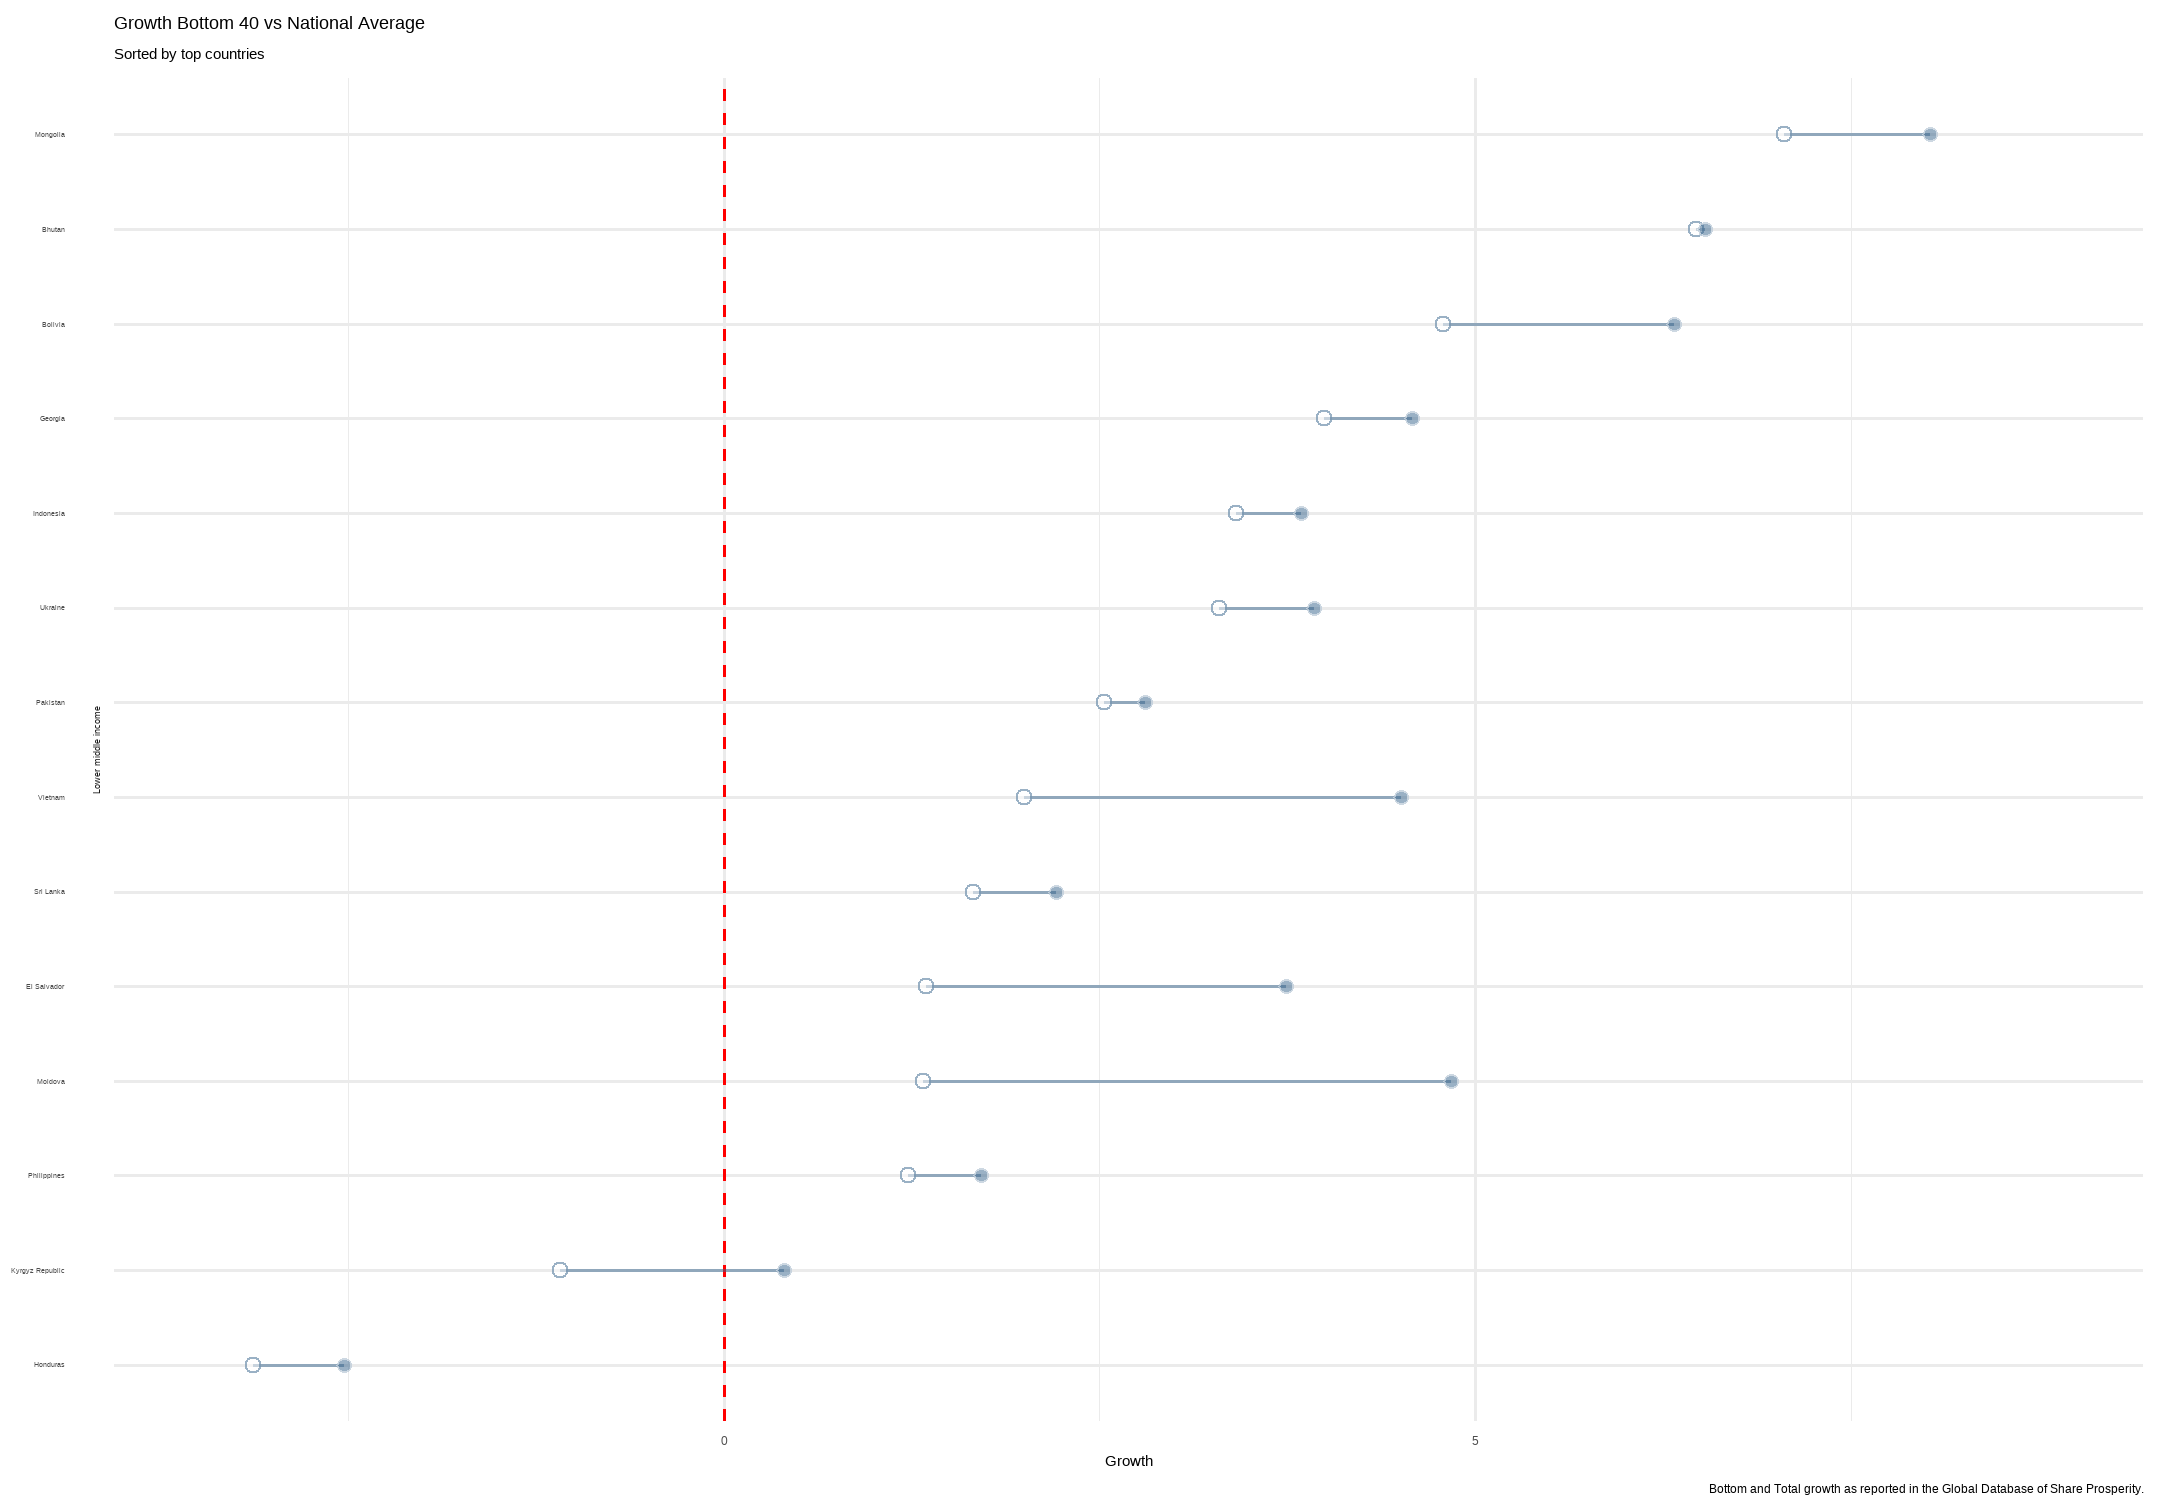 Growth Bottom 40 vs National Average
Sorted by top countries
Mongolia
Bhutan
Bolivia
Georgia
Indonesia
Ukraine
Pakistan
Lower middle income
Vietnam
Sri Lanka
El Salvador
Moldova
Philippines
Kyrgyz Republic
Honduras
0 5
Growth
Bottom and Total growth as reported in the Global Database of Share Prosperity.